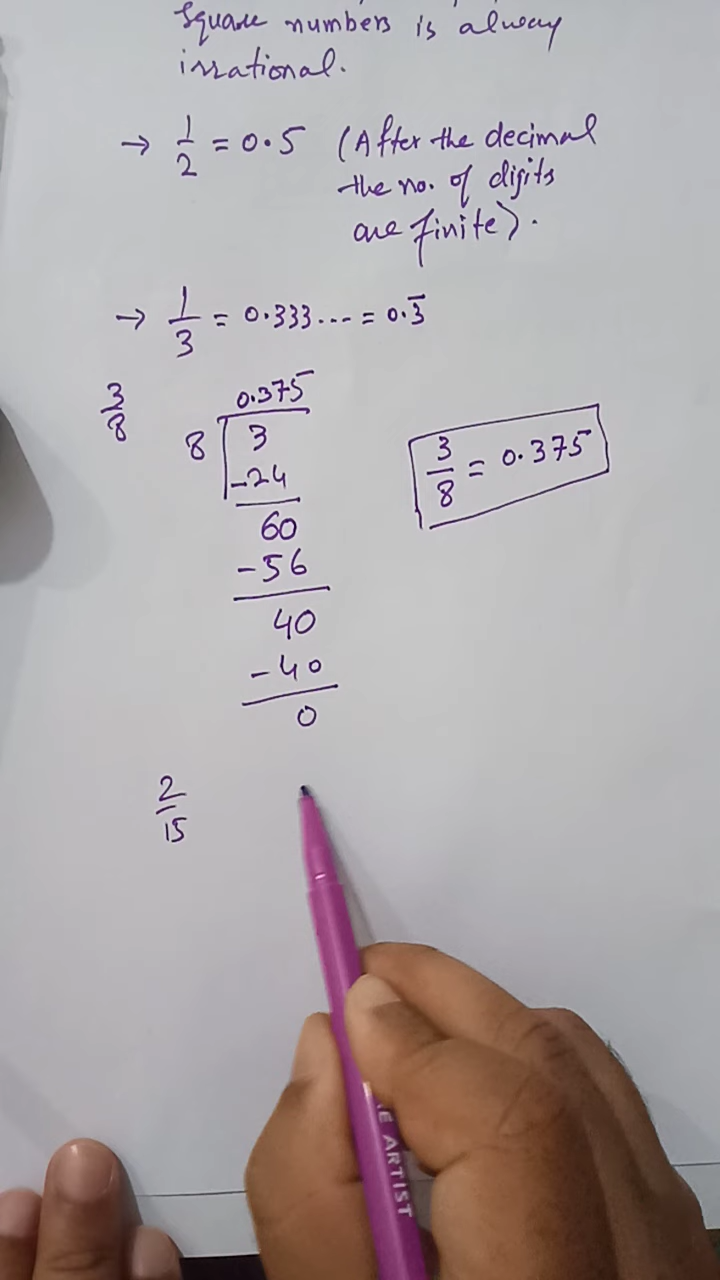 square numbers is alway
irrational.
→ 1/2 = 0.5 (After the decimal
the no. of digits
are finite).
→ 1/3 = 0.333... = 0.3̅
3/8
0.375
8 3
-24
60
-56
40
-40
0
3/8 = 0.375
2/15
ARTIST